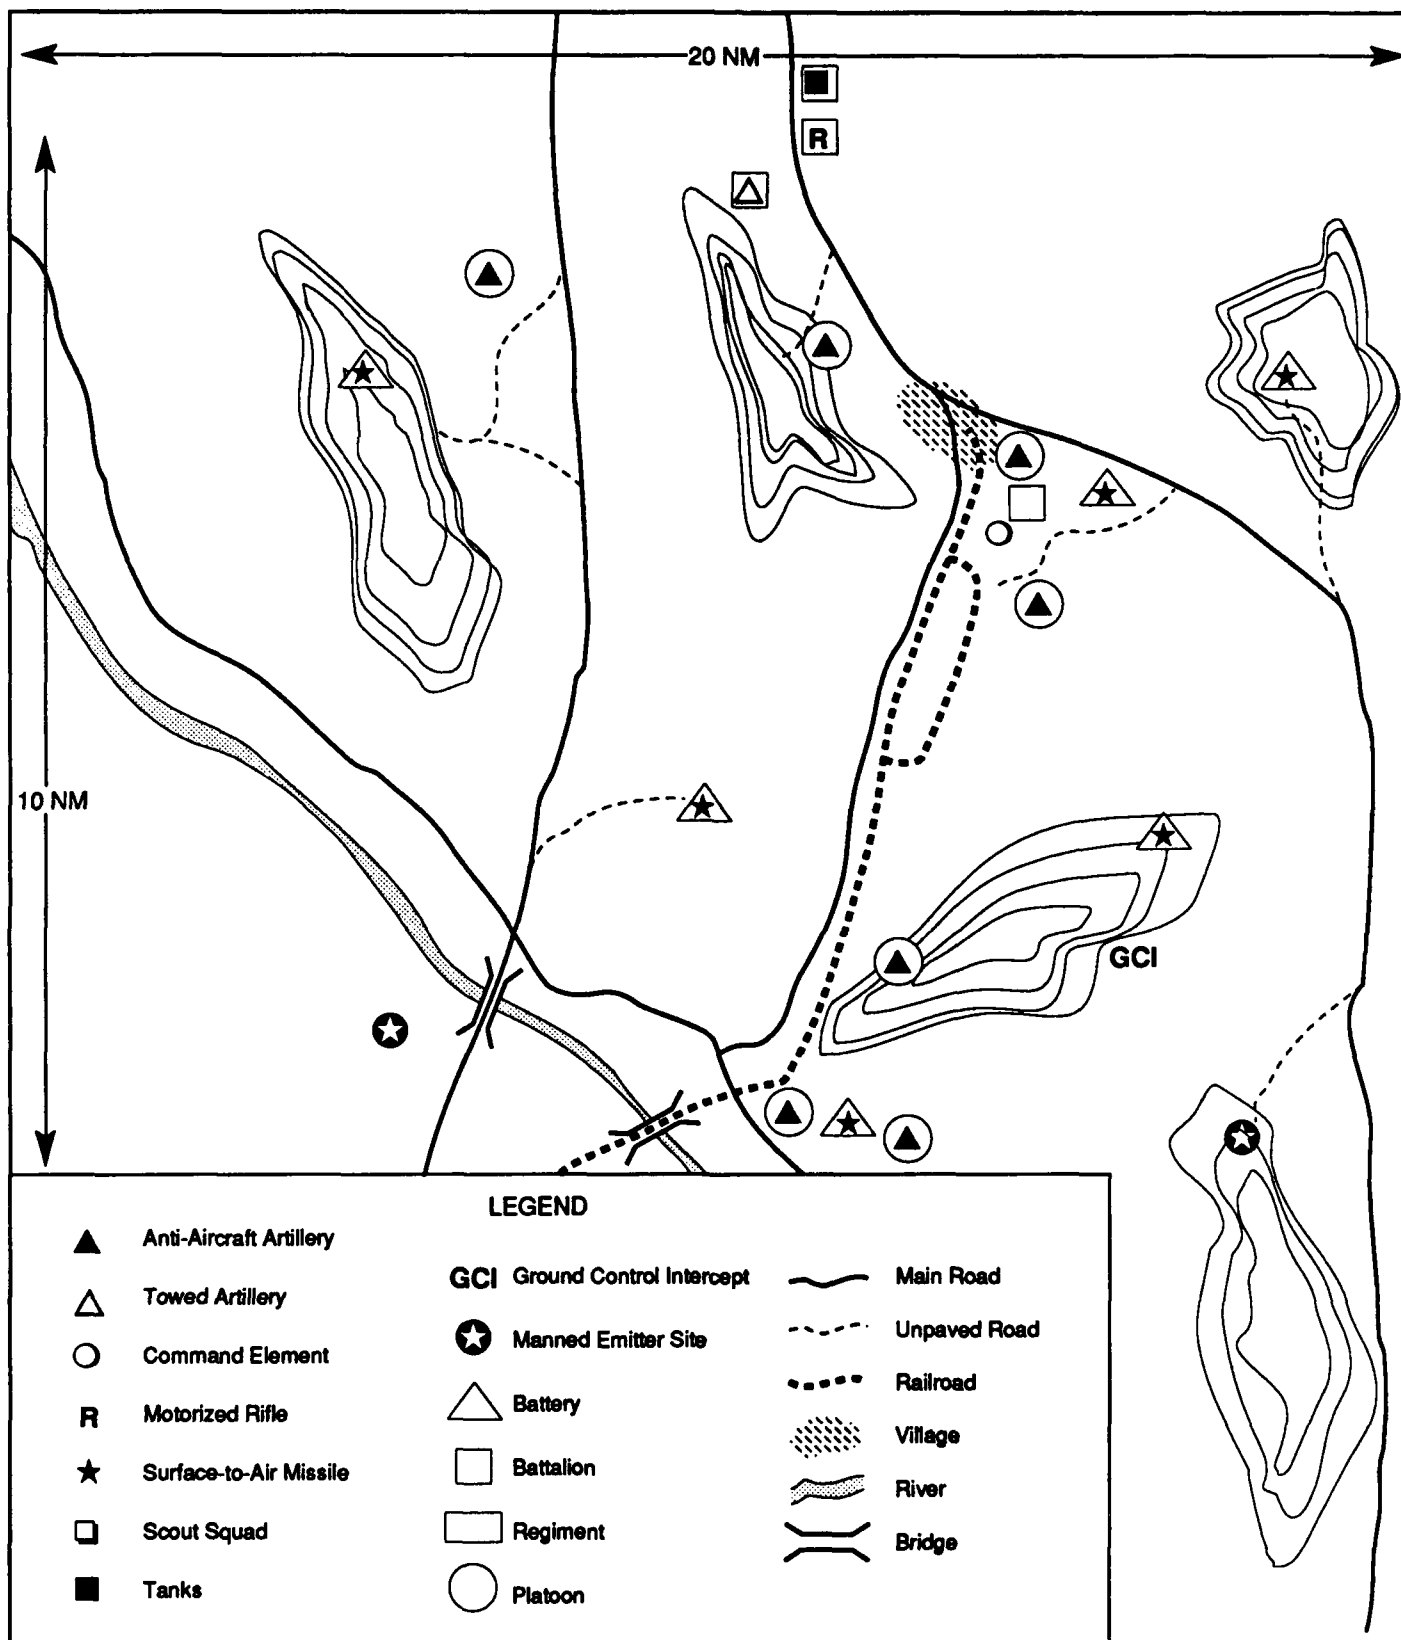 20 NM
R
10 NM
GCI
LEGEND
Anti-Aircraft Artillery
Towed Artillery
Command Element
R Motorized Rifle
Surface-to-Air Missile
Scout Squad
Tanks
GCI Ground Control Intercept
Manned Emitter Site
Battery
Battalion
Regiment
Platoon
Main Road
Unpaved Road
Railroad
Village
River
Bridge